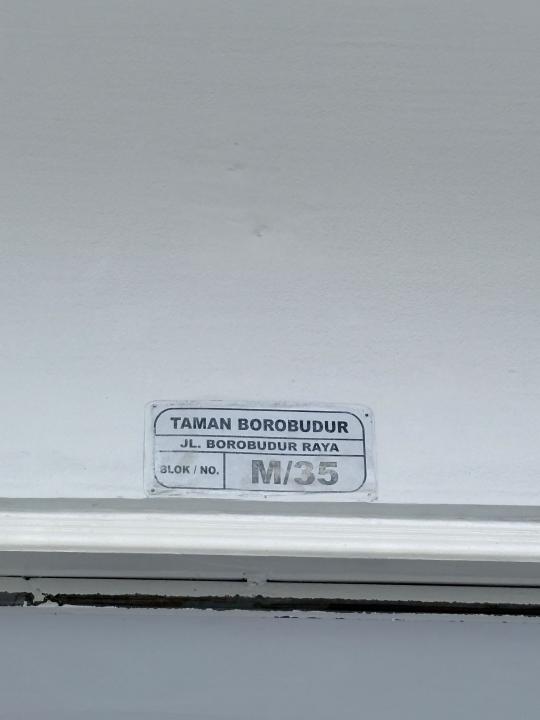 TAMAN BOROBUDUR
JL. BOROBUDUR RAYA
BLOK / NO. M/35